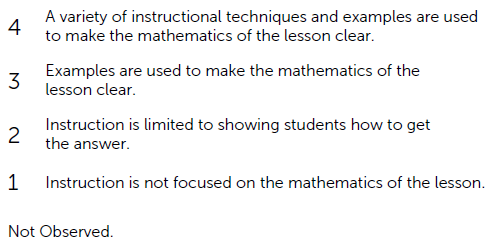 4 A variety of instructional techniques and examples are used
to make the mathematics of the lesson clear.
3 Examples are used to make the mathematics of the
lesson clear.
2 Instruction is limited to showing students how to get
the answer.
1 Instruction is not focused on the mathematics of the lesson.
Not Observed.